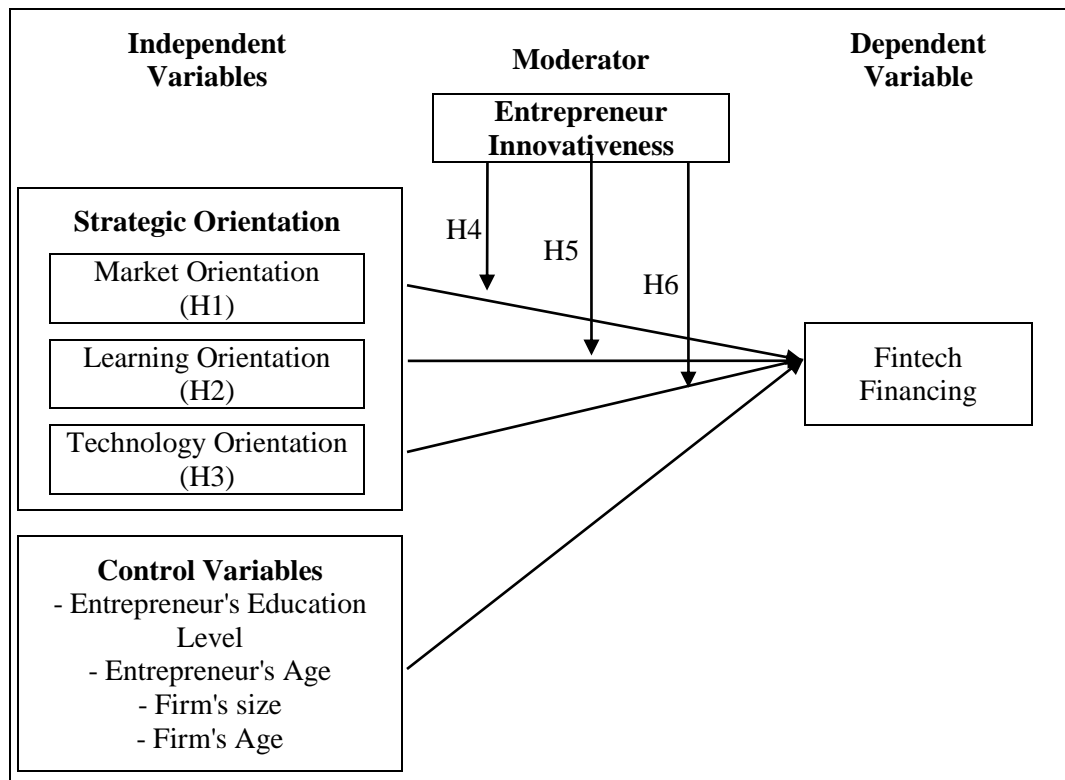 Independent
Variables
Moderator
Dependent
Variable
Entrepreneur
Innovativeness
Strategic Orientation
Market Orientation
(H1)
Learning Orientation
(H2)
Technology Orientation
(H3)
H4
H5
H6
Fintech
Financing
Control Variables
- Entrepreneur's Education
Level
- Entrepreneur's Age
- Firm's size
- Firm's Age